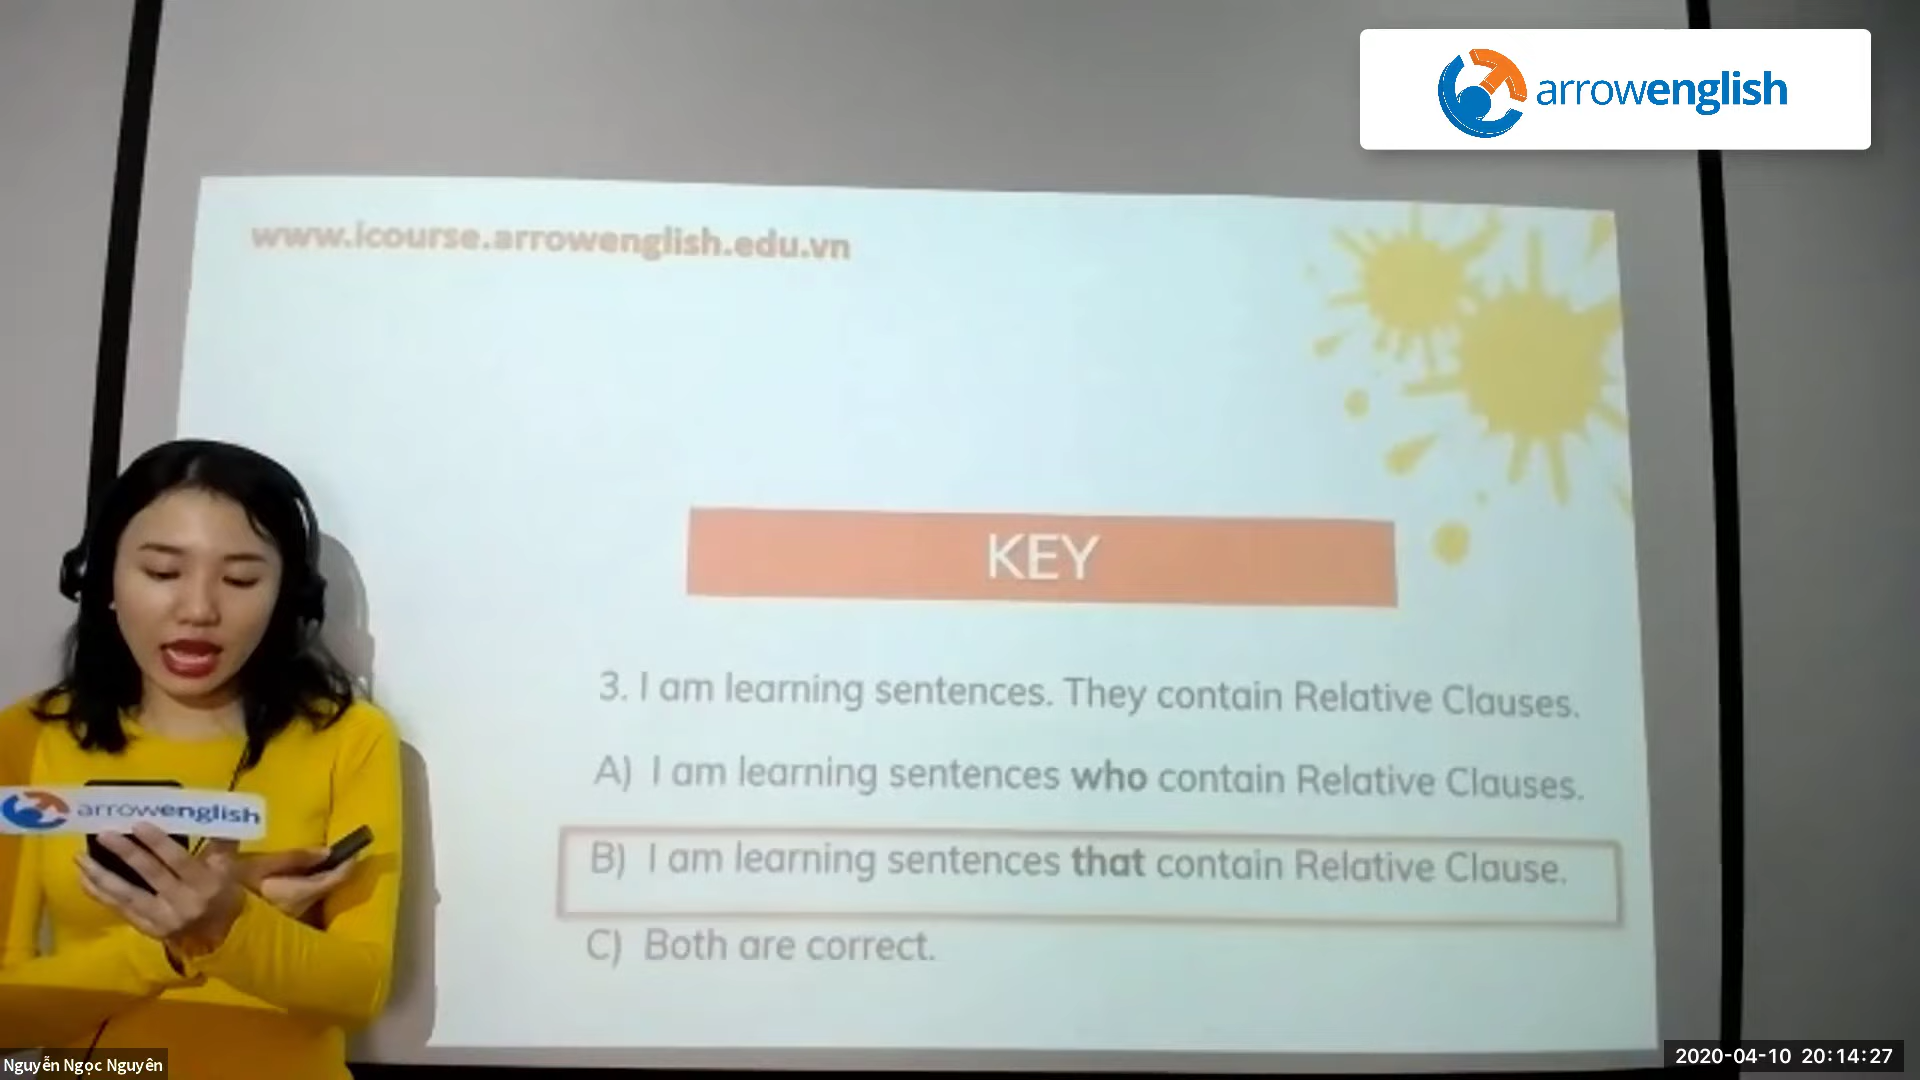 arrowenglish
www.icourse.arrowenglish.edu.vn
KEY
3. I am learning sentences. They contain Relative Clauses.
A) I am learning sentences who contain Relative Clauses.
B) I am learning sentences that contain Relative Clause.
C) Both are correct.
arrowenglish
Nguyễn Ngọc Nguyên
2020-04-10 20:14:27